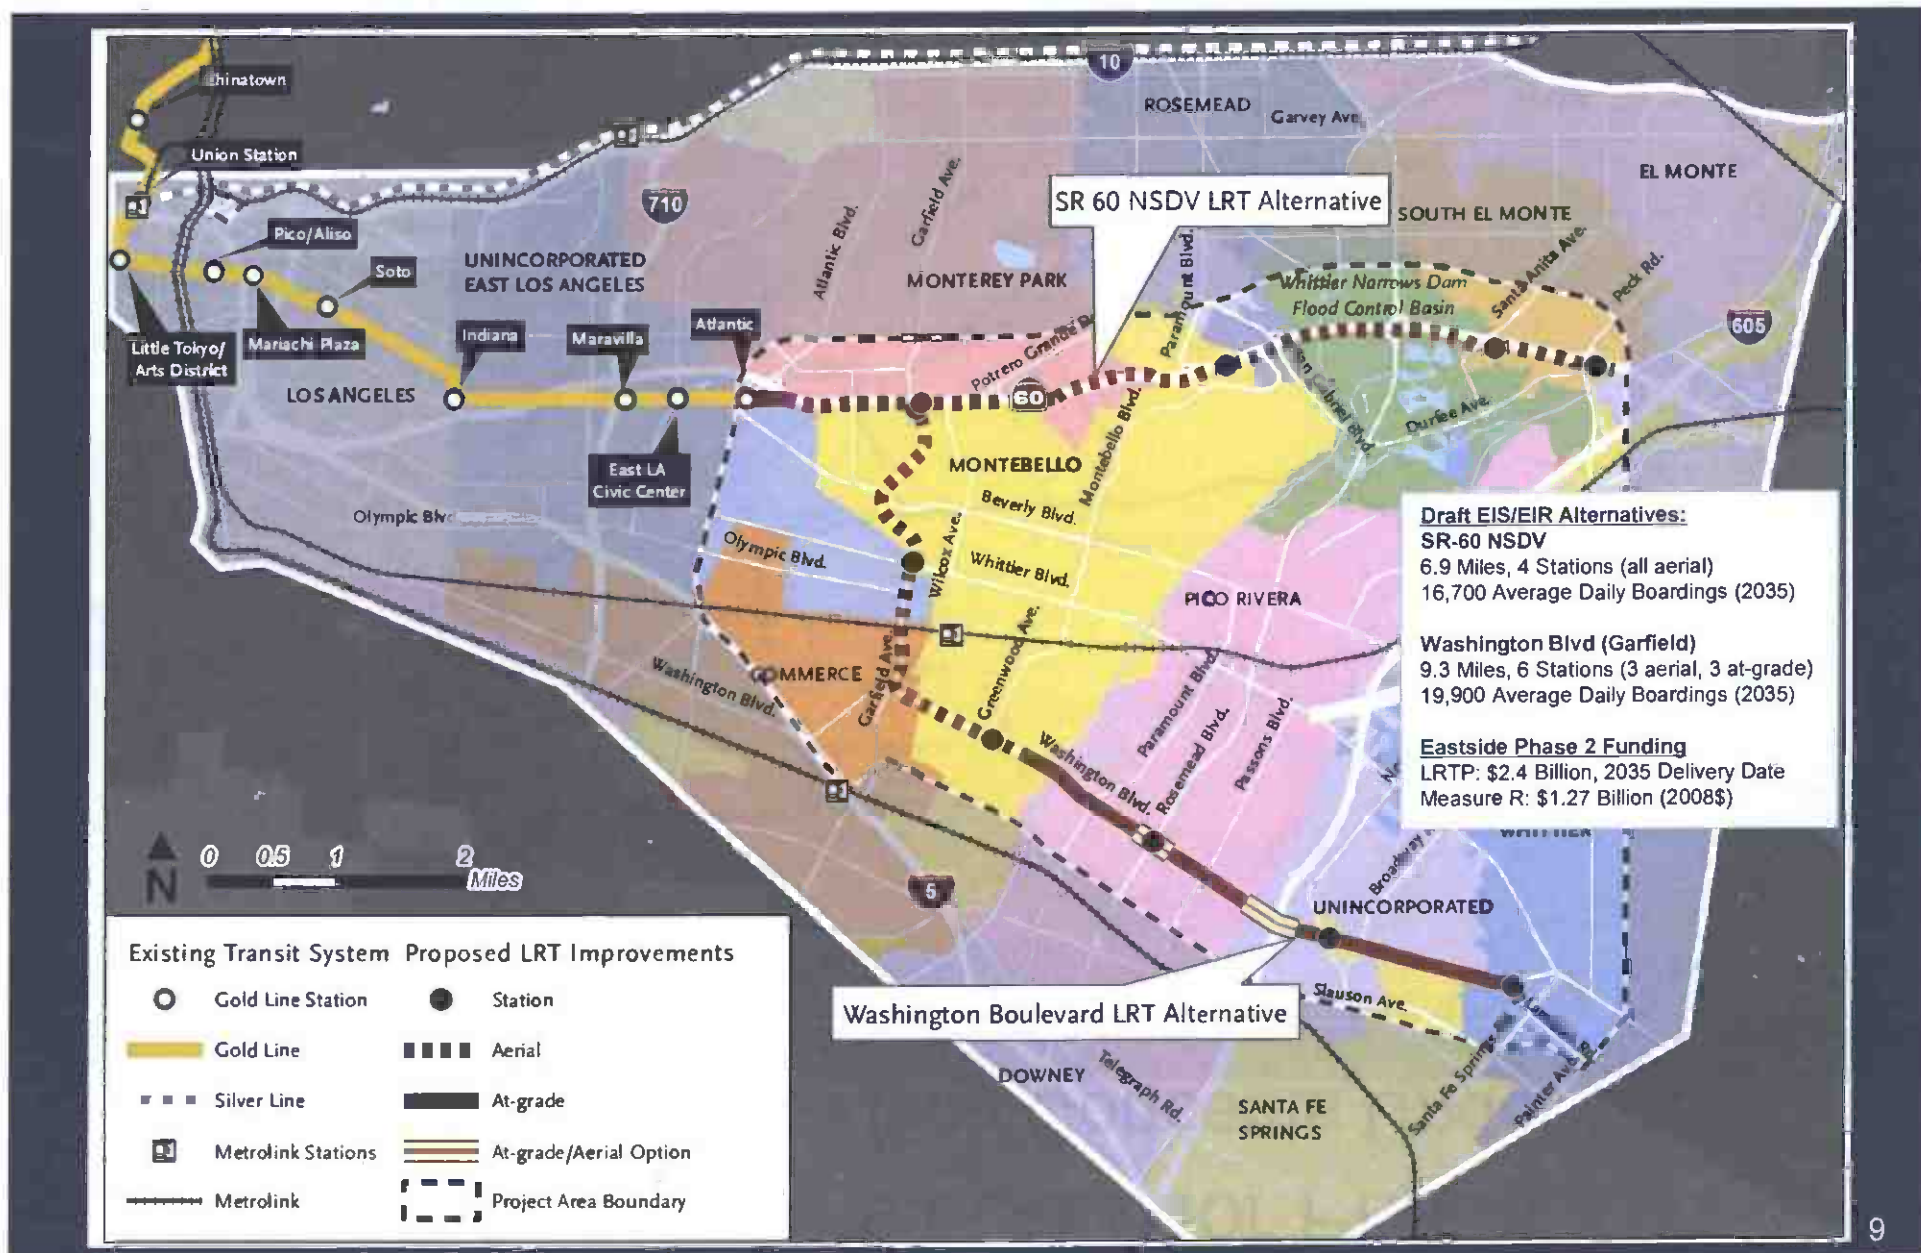 Chinatown
10
ROSEMEAD
Garvey Ave.
Union Station
EL MONTE
SR 60 NSDV LRT Alternative
710
SOUTH EL MONTE
Pico/Aliso
UNINCORPORATED
EAST LOS ANGELES
Soto
Atlantic Blvd.
Garfield Ave.
MONTEREY PARK
Whittier Narrows Dam
Flood Control Basin
Santa Anita Ave.
Peck Rd.
605
Little Tokyo/
Arts District
Mariachi Plaza
Indiana
Maravilla
Atlantic
Paramount Blvd.
Potrero Grande
LOS ANGELES
60
San Gabriel Blvd.
Durfee Ave.
East LA
Civic Center
MONTEBELLO
Montebello Blvd.
Beverly Blvd.
Olympic Blvd.
Olympic Blvd.
Wilcox Ave.
Whittier Blvd.
PICO RIVERA
Draft EIS/EIR Alternatives:
SR-60 NSDV
6.9 Miles, 4 Stations (all aerial)
16,700 Average Daily Boardings (2035)
Washington Blvd (Garfield)
9.3 Miles, 6 Stations (3 aerial, 3 at-grade)
19,900 Average Daily Boardings (2035)
Eastside Phase 2 Funding
LRTP: $2.4 Billion, 2035 Delivery Date
Measure R: $1.27 Billion (2008$)
Washington Blvd.
COMMERCE
Garfield Ave.
Greenwood Ave.
Washington Blvd.
Paramount Blvd.
Rosemead Blvd.
Passons Blvd.
WHITTIER
Broadway
N
0 0.5 1 2
Miles
5
UNINCORPORATED
Washington Boulevard LRT Alternative
Slauson Ave.
Santa Fe Springs
Painter Ave.
DOWNEY
Telegraph Rd.
SANTA FE
SPRINGS
Existing Transit System
Gold Line Station
Gold Line
Silver Line
Metrolink Stations
Metrolink
Proposed LRT Improvements
Station
Aerial
At-grade
At-grade/Aerial Option
Project Area Boundary
9